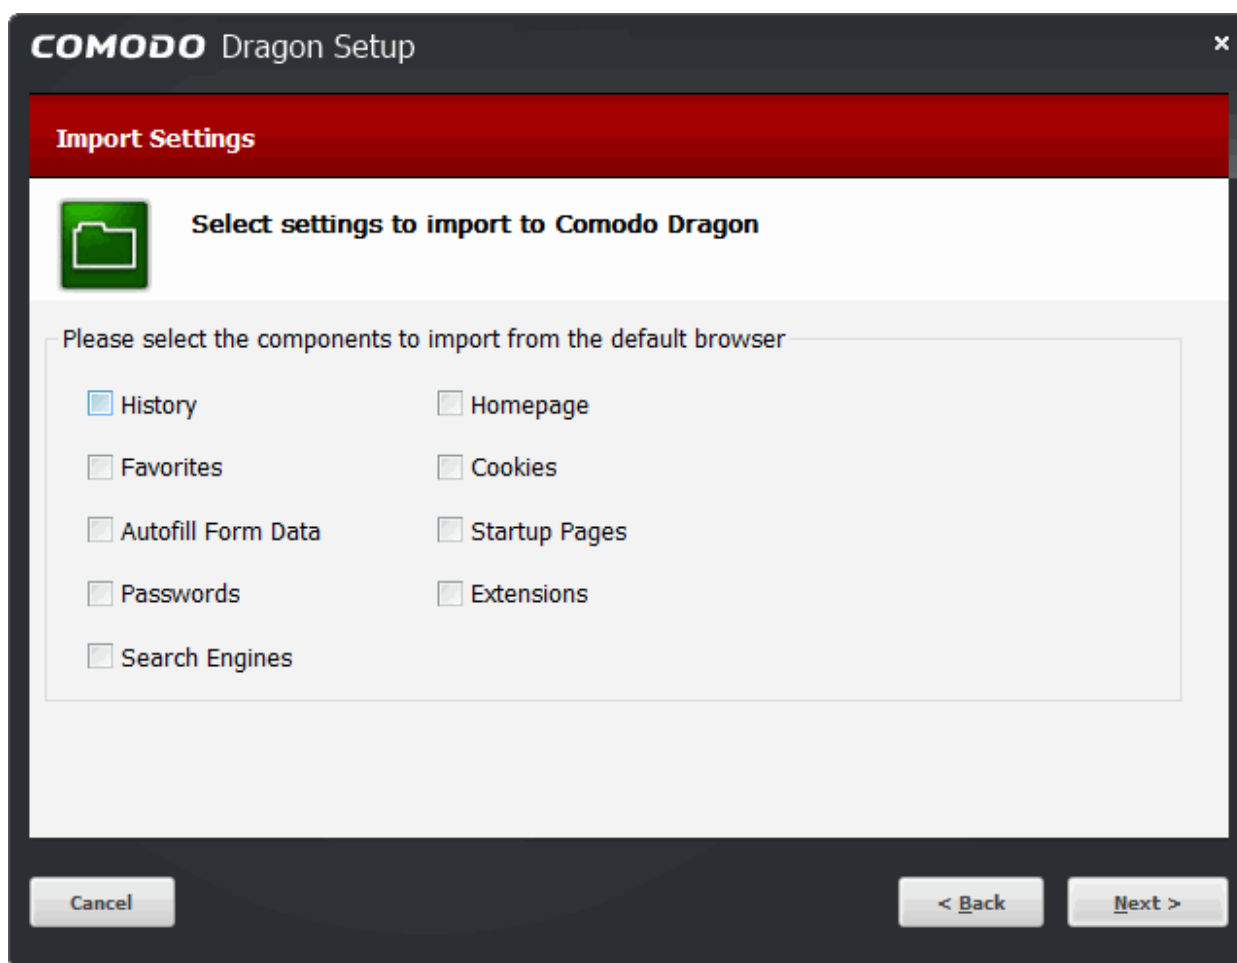 COMODO Dragon Setup
Import Settings
Select settings to import to Comodo Dragon
Please select the components to import from the default browser
History
Homepage
Favorites
Cookies
Autofill Form Data
Startup Pages
Passwords
Extensions
Search Engines
Cancel
< Back
Next >